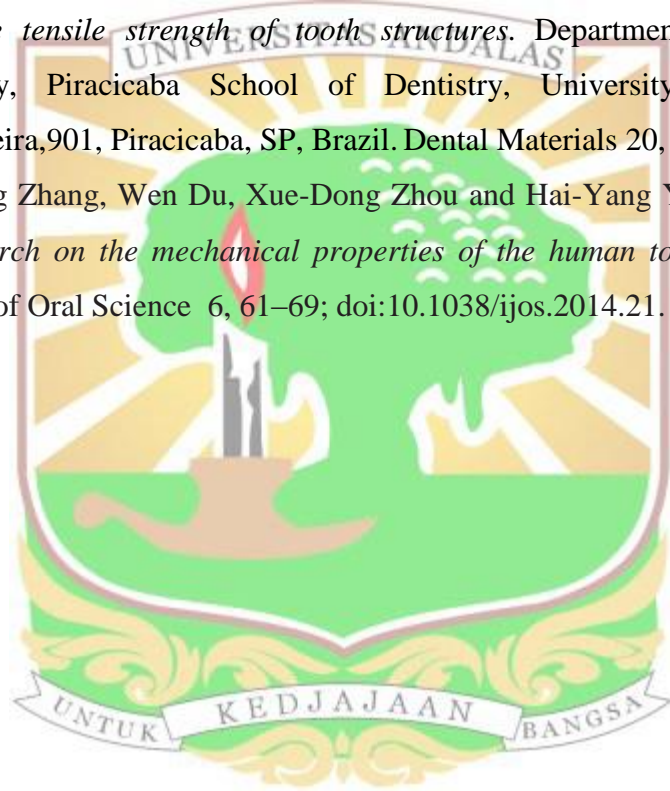 tensile strength of tooth structures. Departmen
UNIVERSITAS ANDALAS
y, Piracicaba School of Dentistry, University
eira,901, Piracicaba, SP, Brazil. Dental Materials 20,
g Zhang, Wen Du, Xue-Dong Zhou and Hai-Yang Y
rch on the mechanical properties of the human to
of Oral Science 6, 61–69; doi:10.1038/ijos.2014.21.
UNTUK KEDJAJAAN BANGSA